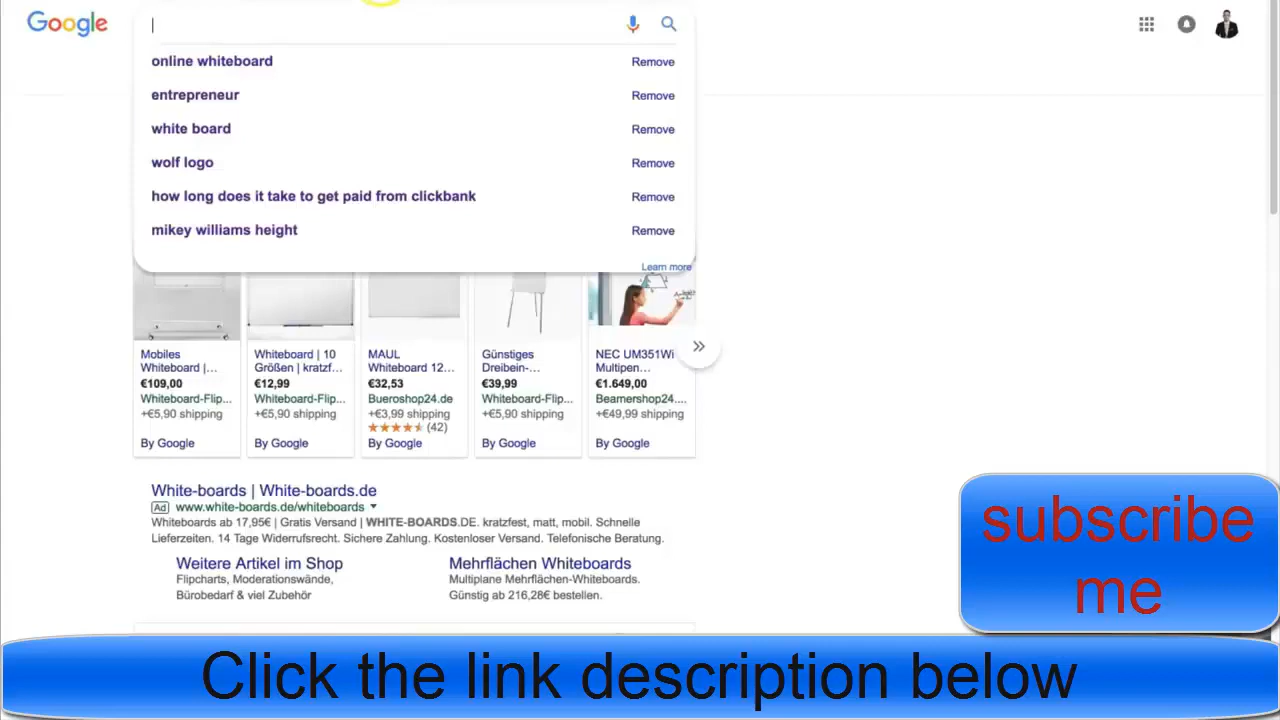 Google
online whiteboard Remove
entrepreneur Remove
white board Remove
wolf logo Remove
how long does it take to get paid from clickbank Remove
mikey williams height Remove
Learn more
Mobiles
Whiteboard |...
€109,00
Whiteboard-Flip...
+€5,90 shipping
By Google
Whiteboard | 10
Größen | kratzf...
€12,99
Whiteboard-Flip...
+€5,90 shipping
By Google
MAUL
Whiteboard 12...
€32,53
Bueroshop24.de
+€3,99 shipping
(42)
By Google
Günstiges
Dreibein-...
€39,99
Whiteboard-Flip...
+€5,90 shipping
By Google
NEC UM351Wi
Multipen...
€1.649,00
Beamershop24....
+€49,99 shipping
By Google
White-boards | White-boards.de
Ad www.white-boards.de/whiteboards
Whiteboards ab 17,95€ | Gratis Versand | WHITE-BOARDS.DE. kratzfest, matt, mobil. Schnelle
Lieferzeiten. 14 Tage Widerrufsrecht. Sichere Zahlung. Kostenloser Versand. Telefonische Beratung.
Weitere Artikel im Shop
Flipcharts, Moderationswände,
Bürobedarf & viel Zubehör
Mehrflächen Whiteboards
Multiplane Mehrflächen-Whiteboards.
Günstig ab 216,28€ bestellen.
subscribe
me
Click the link description below